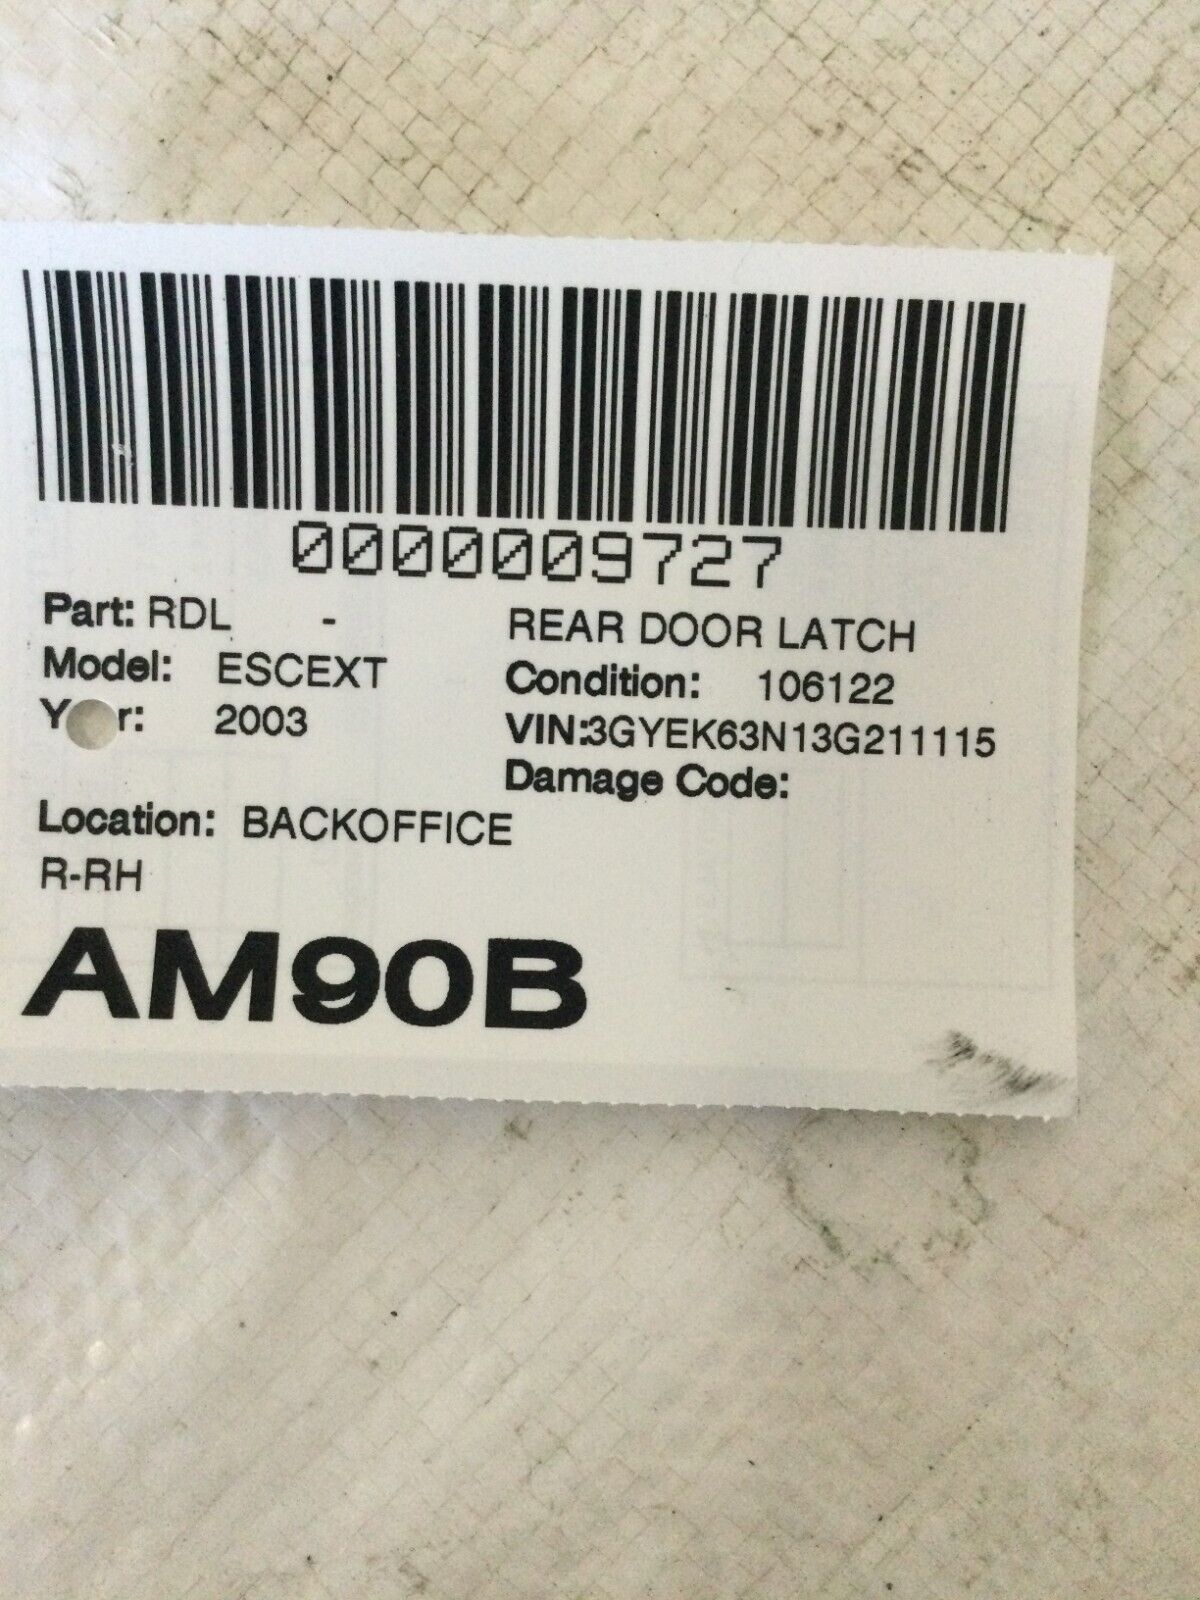 0000009727
Part: RDL - REAR DOOR LATCH
Model: ESCEXT Condition: 106122
2003 VIN:3GYEK63N13G211115
Damage Code:
Location: BACKOFFICE
R-RH
AM90B